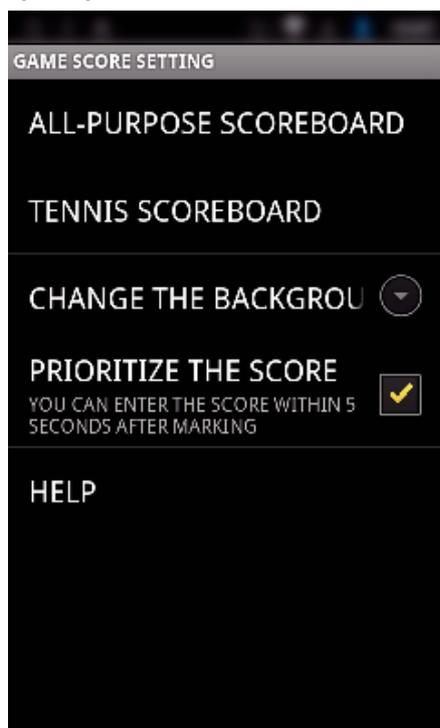 GAME SCORE SETTING
ALL-PURPOSE SCOREBOARD
TENNIS SCOREBOARD
CHANGE THE BACKGROU
PRIORITIZE THE SCORE
YOU CAN ENTER THE SCORE WITHIN 5
SECONDS AFTER MARKING
HELP